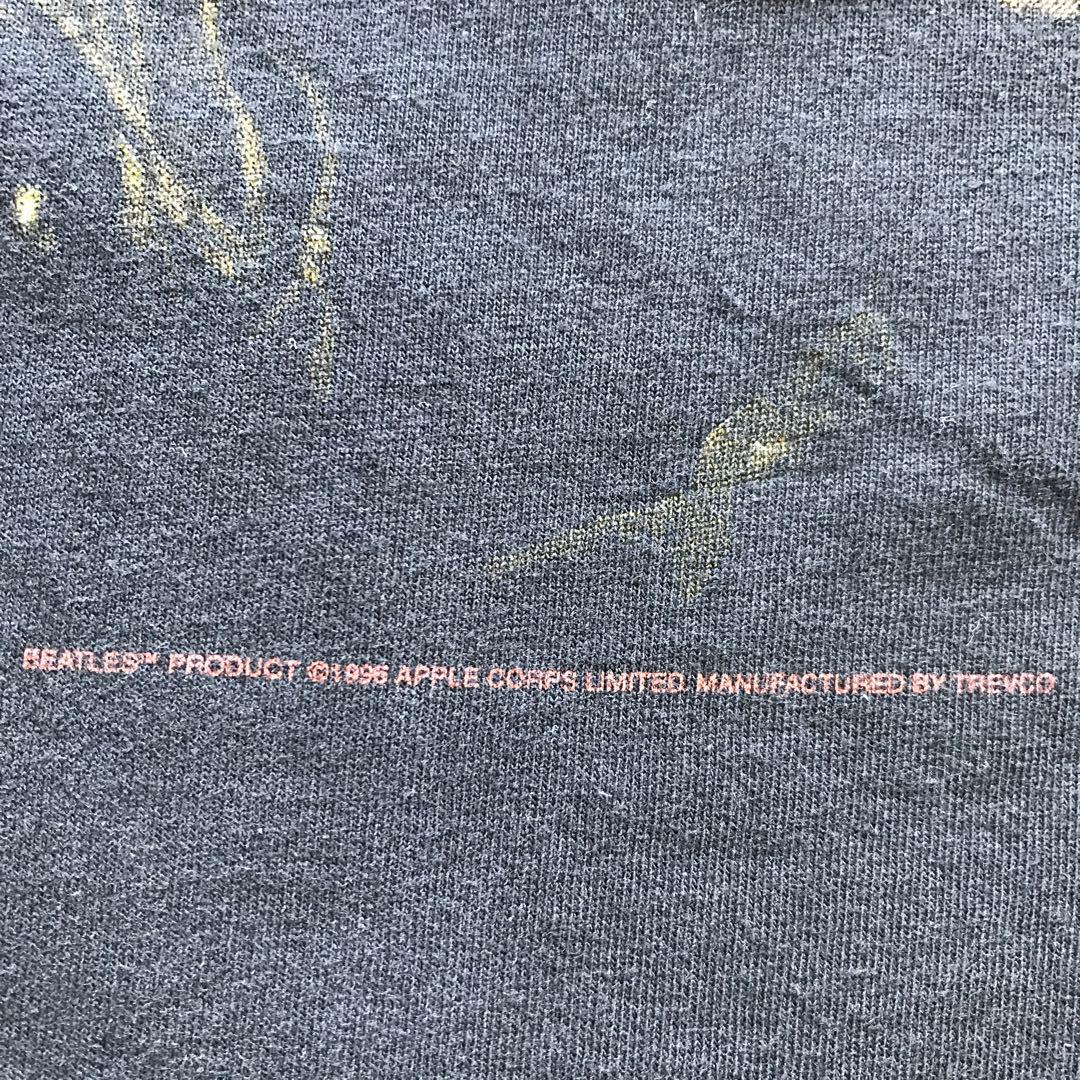 BEATLES™ PRODUCT ©1996 APPLE CORPS LIMITED. MANUFACTURED BY TREVCO